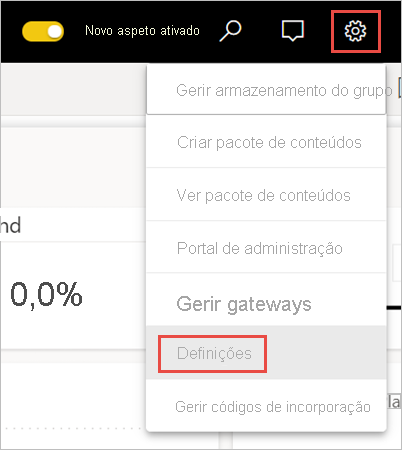 Novo aspeto ativado
Gerir armazenamento do grupo
Criar pacote de conteúdos
hd
Ver pacote de conteúdos
Portal de administração
0,0%
Gerir gateways
Definições
Gerir códigos de incorporação